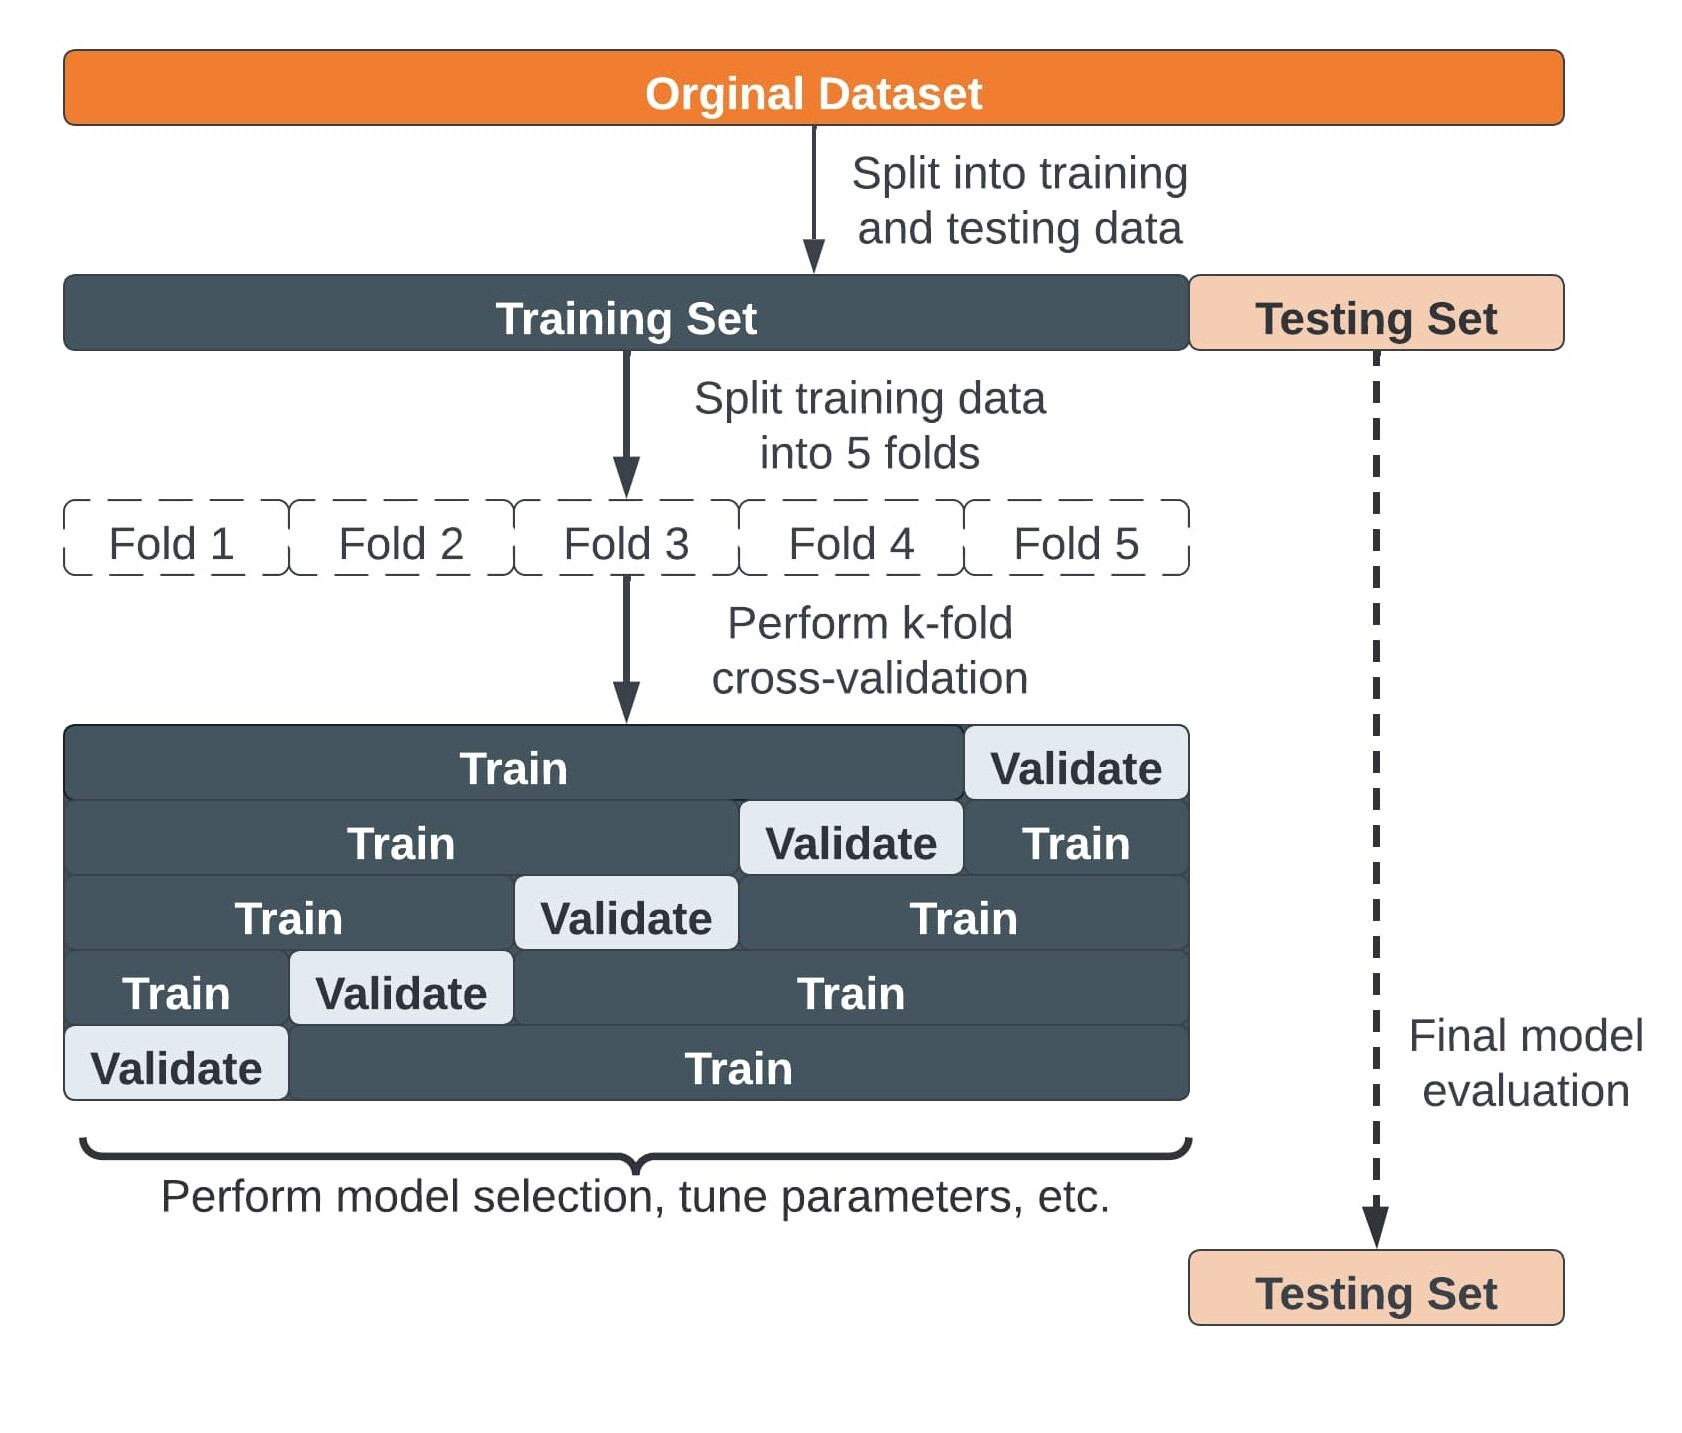 Orginal Dataset
Split into training
and testing data
Training Set
Testing Set
Split training data
into 5 folds
Fold 1
Fold 2
Fold 3
Fold 4
Fold 5
Perform k-fold
cross-validation
Train
Validate
Train
Validate
Train
Train
Validate
Train
Train
Validate
Train
Validate
Train
Final model
evaluation
Perform model selection, tune parameters, etc.
Testing Set